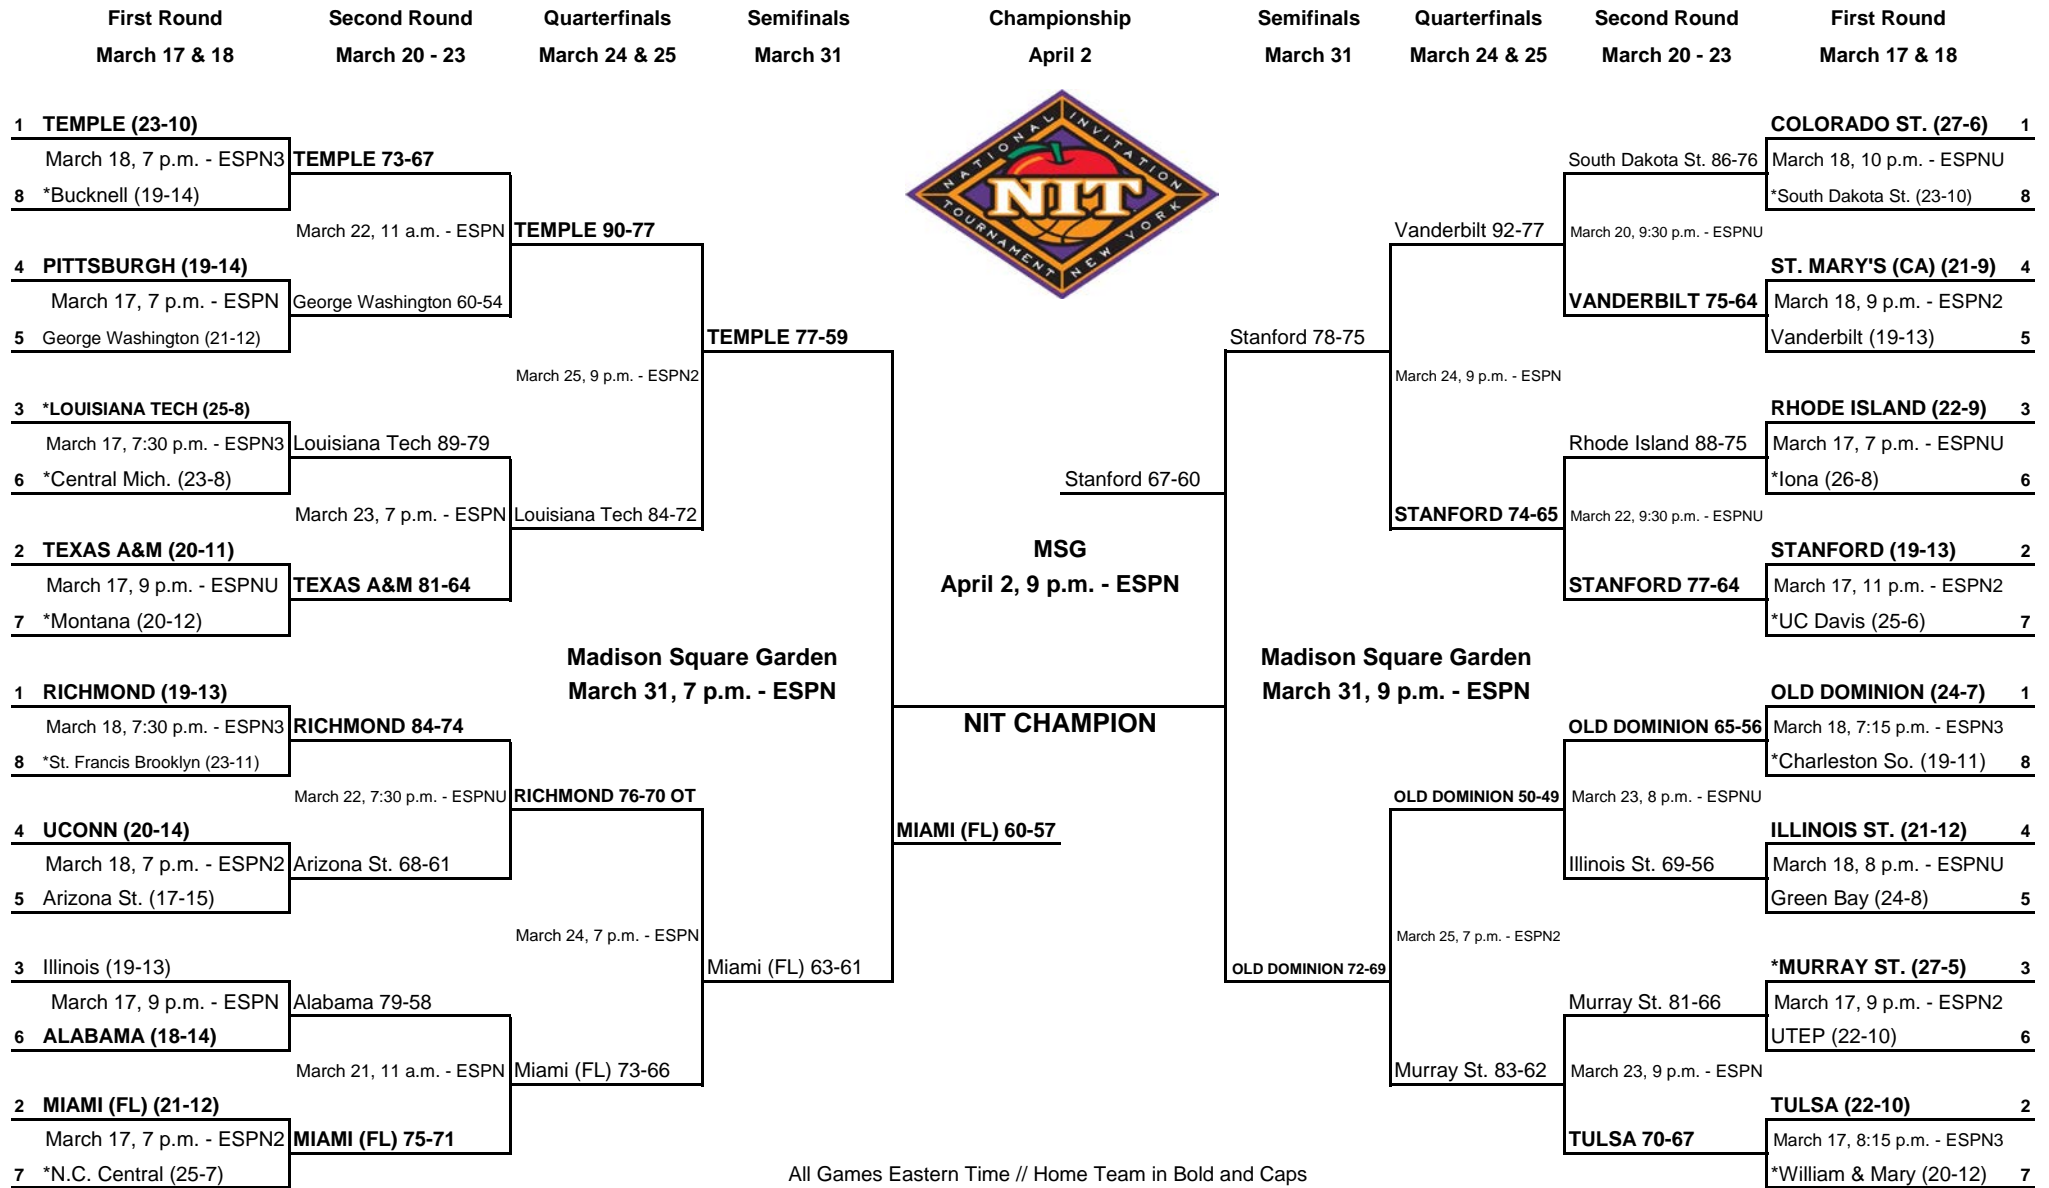 First Round Second Round Quarterfinals Semifinals Championship Semifinals Quarterfinals Second Round First Round
March 17 & 18 March 20 - 23 March 24 & 25 March 31 April 2 March 31 March 24 & 25 March 20 - 23 March 17 & 18
1 TEMPLE (23-10)
March 18, 7 p.m. - ESPN3
8 *Bucknell (19-14)
4 PITTSBURGH (19-14)
March 17, 7 p.m. - ESPN
5 George Washington (21-12)
3 *LOUISIANA TECH (25-8)
March 17, 7:30 p.m. - ESPN3
6 *Central Mich. (23-8)
2 TEXAS A&M (20-11)
March 17, 9 p.m. - ESPNU
7 *Montana (20-12)
1 RICHMOND (19-13)
March 18, 7:30 p.m. - ESPN3
8 *St. Francis Brooklyn (23-11)
4 UCONN (20-14)
March 18, 7 p.m. - ESPN2
5 Arizona St. (17-15)
3 Illinois (19-13)
March 17, 9 p.m. - ESPN
6 ALABAMA (18-14)
2 MIAMI (FL) (21-12)
March 17, 7 p.m. - ESPN2
7 *N.C. Central (25-7)
TEMPLE 73-67
March 22, 11 a.m. - ESPN
George Washington 60-54
Louisiana Tech 89-79
March 23, 7 p.m. - ESPN
TEXAS A&M 81-64
RICHMOND 84-74
March 22, 7:30 p.m. - ESPNU
Arizona St. 68-61
Alabama 79-58
March 21, 11 a.m. - ESPN
MIAMI (FL) 75-71
TEMPLE 90-77
March 25, 9 p.m. - ESPN2
Louisiana Tech 84-72
Madison Square Garden
March 31, 7 p.m. - ESPN
RICHMOND 76-70 OT
March 24, 7 p.m. - ESPN
Miami (FL) 73-66
TEMPLE 77-59
Miami (FL) 63-61
NATIONAL INVITATION
NIT
TOURNAMENT NEW YORK
Stanford 67-60
MSG
April 2, 9 p.m. - ESPN
NIT CHAMPION
MIAMI (FL) 60-57
Stanford 78-75
OLD DOMINION 72-69
Vanderbilt 92-77
March 24, 9 p.m. - ESPN
STANFORD 74-65
Madison Square Garden
March 31, 9 p.m. - ESPN
OLD DOMINION 50-49
March 25, 7 p.m. - ESPN2
Murray St. 83-62
South Dakota St. 86-76
March 20, 9:30 p.m. - ESPNU
VANDERBILT 75-64
Rhode Island 88-75
March 22, 9:30 p.m. - ESPNU
STANFORD 77-64
OLD DOMINION 65-56
March 23, 8 p.m. - ESPNU
Illinois St. 69-56
Murray St. 81-66
March 23, 9 p.m. - ESPN
TULSA 70-67
COLORADO ST. (27-6) 1
March 18, 10 p.m. - ESPNU
*South Dakota St. (23-10) 8
ST. MARY'S (CA) (21-9) 4
March 18, 9 p.m. - ESPN2
Vanderbilt (19-13) 5
RHODE ISLAND (22-9) 3
March 17, 7 p.m. - ESPNU
*Iona (26-8) 6
STANFORD (19-13) 2
March 17, 11 p.m. - ESPN2
*UC Davis (25-6) 7
OLD DOMINION (24-7) 1
March 18, 7:15 p.m. - ESPN3
*Charleston So. (19-11) 8
ILLINOIS ST. (21-12) 4
March 18, 8 p.m. - ESPNU
Green Bay (24-8) 5
*MURRAY ST. (27-5) 3
March 17, 9 p.m. - ESPN2
UTEP (22-10) 6
TULSA (22-10) 2
March 17, 8:15 p.m. - ESPN3
*William & Mary (20-12) 7
All Games Eastern Time // Home Team in Bold and Caps